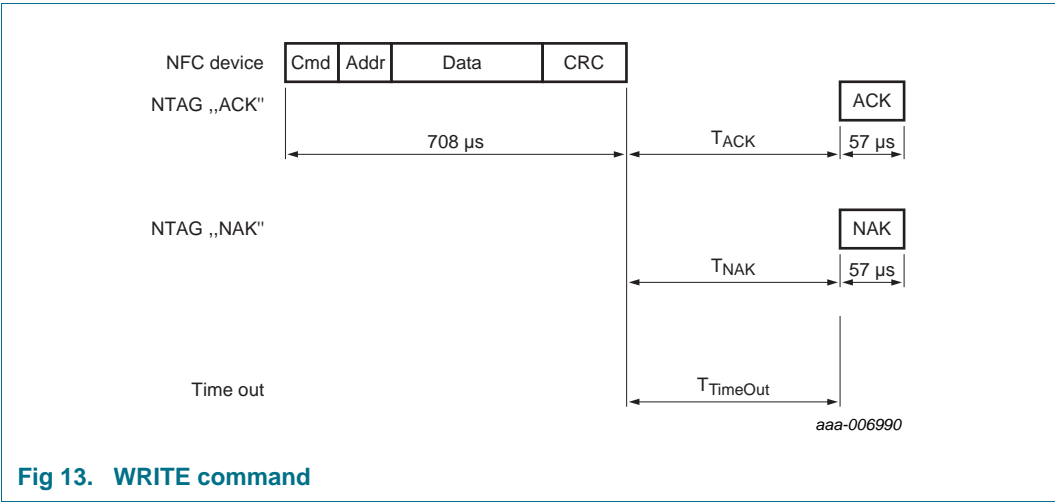 NFC device Cmd Addr Data CRC
NTAG ,,ACK" ACK
708 µs TACK 57 µs
NTAG ,,NAK" NAK
TNAK 57 µs
Time out TTimeOut
aaa-006990
Fig 13. WRITE command